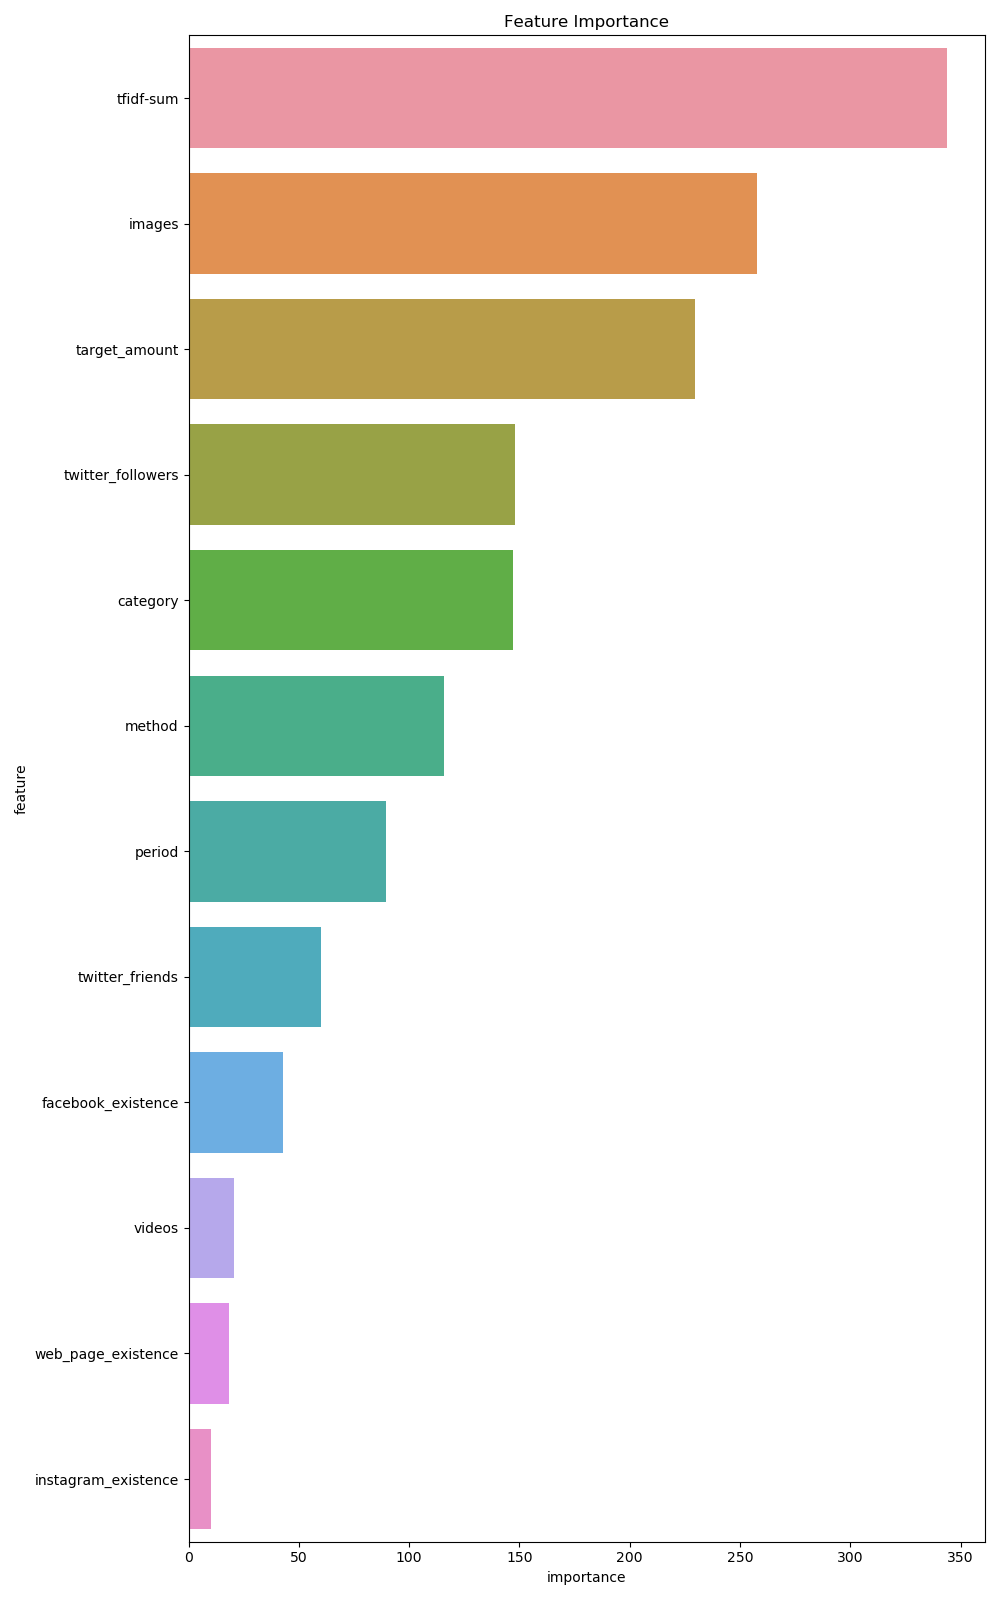 Feature Importance
tfidf-sum
images
target_amount
twitter_followers
category
method
period
twitter_friends
facebook_existence
videos
web_page_existence
instagram_existence
feature
0 50 100 150 200 250 300 350
importance